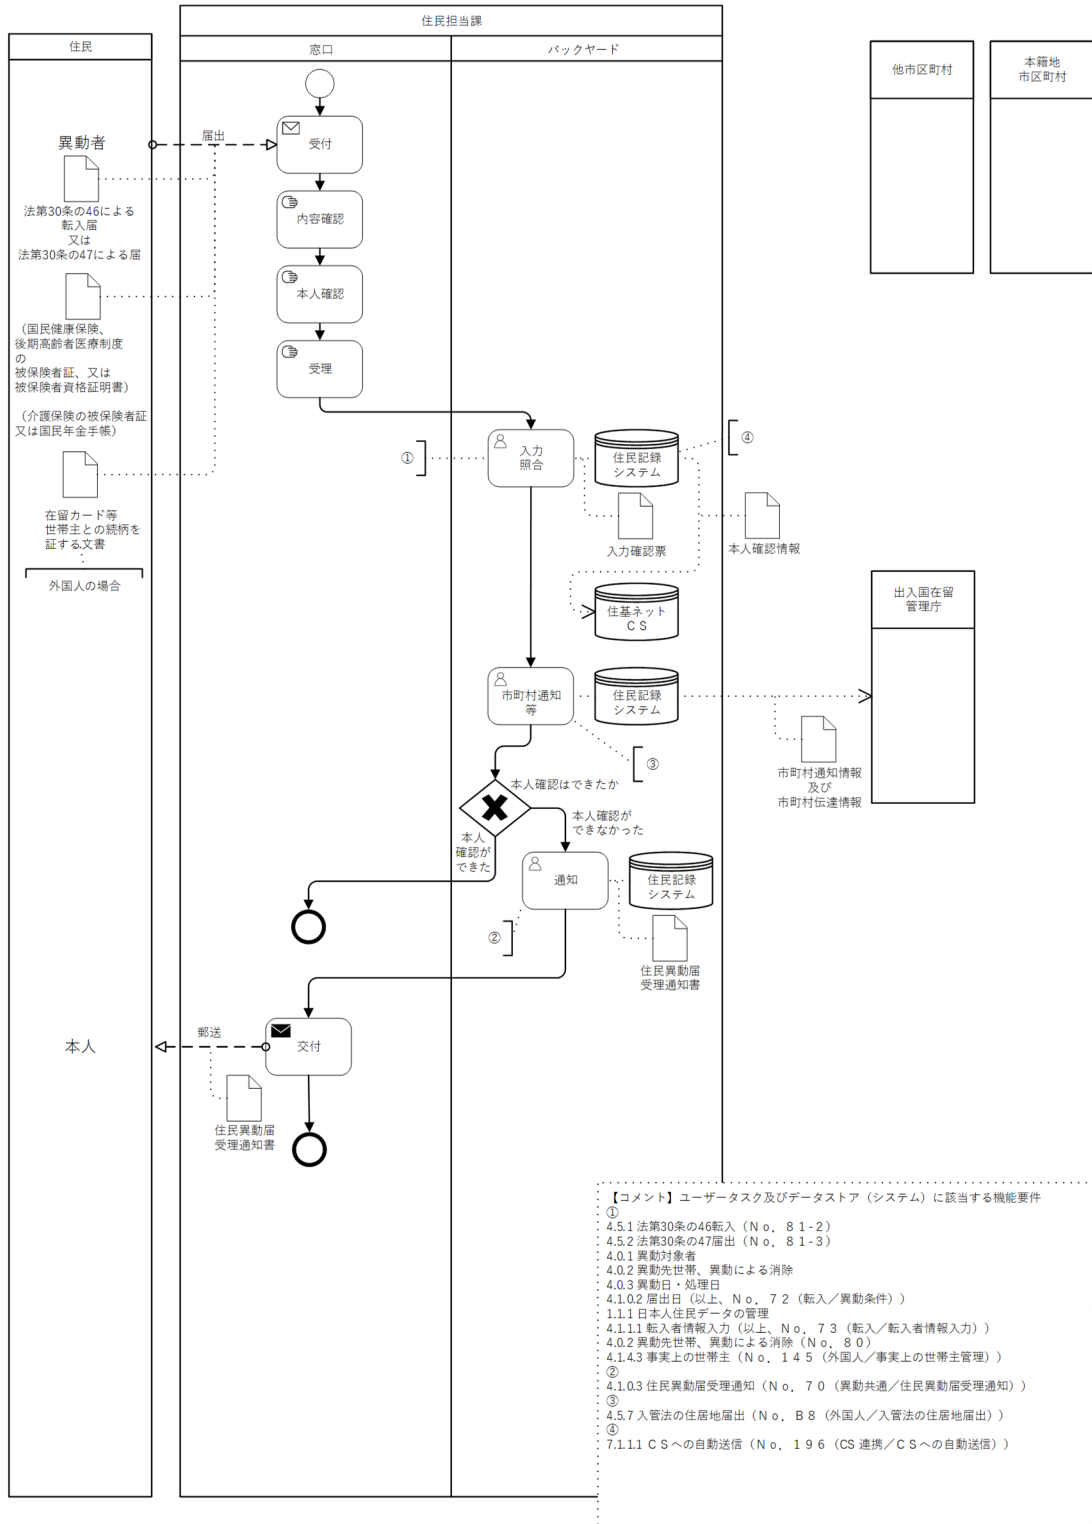 住民担当課
住民
窓口
バックヤード
他市区町村
本籍地
市区町村
異動者
届出
受付
法第30条の46による
転入届
又は
法第30条の47による届
内容確認
本人確認
（国民健康保険、
後期高齢者医療制度
の
被保険者証、又は
被保険者資格証明書）
（介護保険の被保険者証
又は国民年金手帳）
受理
①
入力
照合
住民記録
システム
④
在留カード等
世帯主との続柄を
証する文書
外国人の場合
入力確認票
本人確認情報
住基ネット
ＣＳ
出入国在留
管理庁
市町村通知
等
住民記録
システム
③
市町村通知情報
及び
市町村伝達情報
本人確認はできたか
本人確認が
できなかった
本人
確認が
できた
通知
住民記録
システム
②
住民異動届
受理通知書
本人
郵送
交付
住民異動届
受理通知書
【コメント】ユーザータスク及びデータストア（システム）に該当する機能要件
①
4.5.1 法第30条の46転入（Ｎｏ．８１-２）
4.5.2 法第30条の47届出（Ｎｏ．８１-３）
4.0.1 異動対象者
4.0.2 異動先世帯、異動による消除
4.0.3 異動日・処理日
4.1.0.2 届出日（以上、Ｎｏ．７２（転入／異動条件））
1.1.1 日本人住民データの管理
4.1.1.1 転入者情報入力（以上、Ｎｏ．７３（転入／転入者情報入力））
4.0.2 異動先世帯、異動による消除（Ｎｏ．８０）
4.1.4.3 事実上の世帯主（Ｎｏ．１４５（外国人／事実上の世帯主管理））
②
4.1.0.3 住民異動届受理通知（Ｎｏ．７０（異動共通／住民異動届受理通知））
③
4.5.7 入管法の住居地届出（Ｎｏ．Ｂ８（外国人／入管法の住居地届出））
④
7.1.1.1 ＣＳへの自動送信（Ｎｏ．１９６（CS 連携／ＣＳへの自動送信））